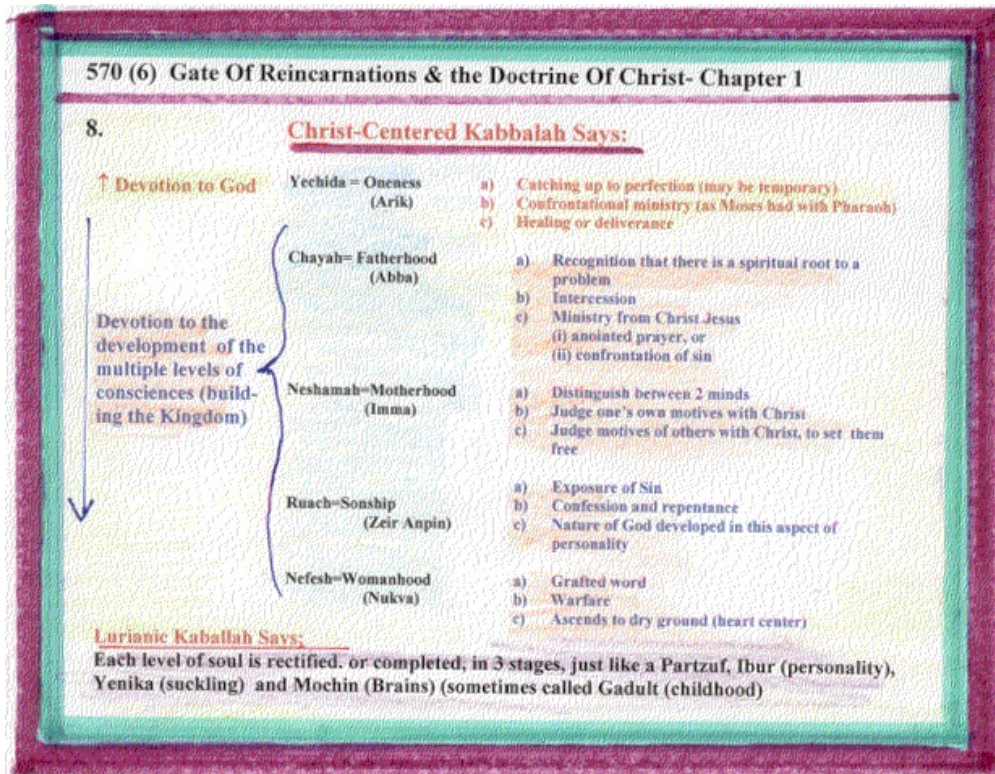 570 (6) Gate Of Reincarnations & the Doctrine Of Christ- Chapter 1
8.
Christ-Centered Kabbalah Says:
↑ Devotion to God
Yechida = Oneness
(Arik)
a) Catching up to perfection (may be temporary)
b) Confrontational ministry (as Moses had with Pharaoh)
c) Healing or deliverance
Devotion to the
development of the
multiple levels of
consciences (build-
ing the Kingdom)
Chayah= Fatherhood
(Abba)
a) Recognition that there is a spiritual root to a
problem
b) Intercession
c) Ministry from Christ Jesus
(i) anointed prayer, or
(ii) confrontation of sin
Neshamah=Motherhood
(Imma)
a) Distinguish between 2 minds
b) Judge one's own motives with Christ
c) Judge motives of others with Christ, to set them
free
Ruach=Sonship
(Zeir Anpin)
a) Exposure of Sin
b) Confession and repentance
c) Nature of God developed in this aspect of
personality
Nefesh=Womanhood
(Nukva)
a) Grafted word
b) Warfare
c) Ascends to dry ground (heart center)
Lurianic Kaballah Says;
Each level of soul is rectified. or completed, in 3 stages, just like a Partzuf, Ibur (personality),
Yenika (suckling) and Mochin (Brains) (sometimes called Gadult (childhood)